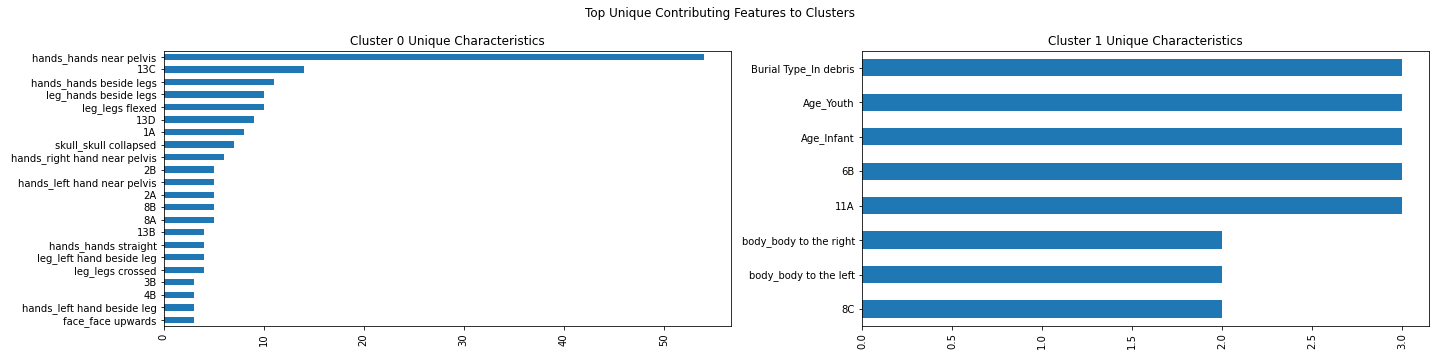 Top Unique Contributing Features to Clusters
Cluster 0 Unique Characteristics
hands_hands near pelvis
13C
hands_hands beside legs
leg_hands beside legs
leg_legs flexed
13D
1A
skull_skull collapsed
hands_right hand near pelvis
2B
hands_left hand near pelvis
2A
8B
8A
13B
hands_hands straight
leg_left hand beside leg
leg_legs crossed
3B
4B
hands_left hand beside leg
face_face upwards
0
10
20
30
40
50
Cluster 1 Unique Characteristics
Burial Type_In debris
Age_Youth
Age_Infant
6B
11A
body_body to the right
body_body to the left
8C
0.0
0.5
1.0
1.5
2.0
2.5
3.0